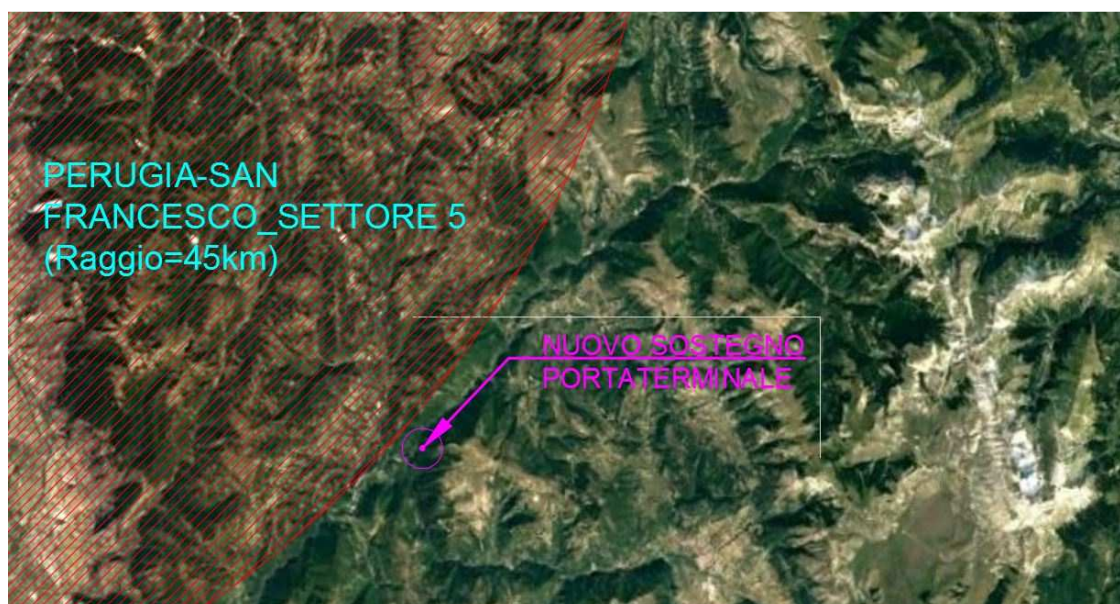 PERUGIA-SAN
FRANCESCO_SETTORE 5
(Raggio=45km)
NUOVO SOSTEGNO
PORTATERMINALE